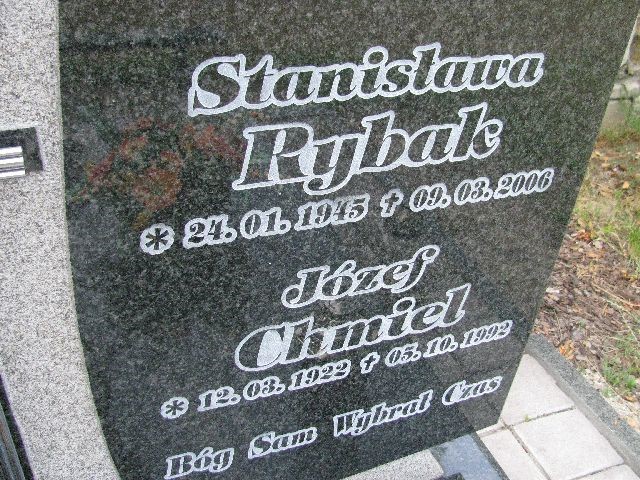 Stanisława
Rybak
* 24. 01. 1945 ✝ 09. 03. 2006
Józef
Chmiel
* 12. 03. 1922 ✝ 05. 10. 1992
Bóg Sam Wybrał Czas